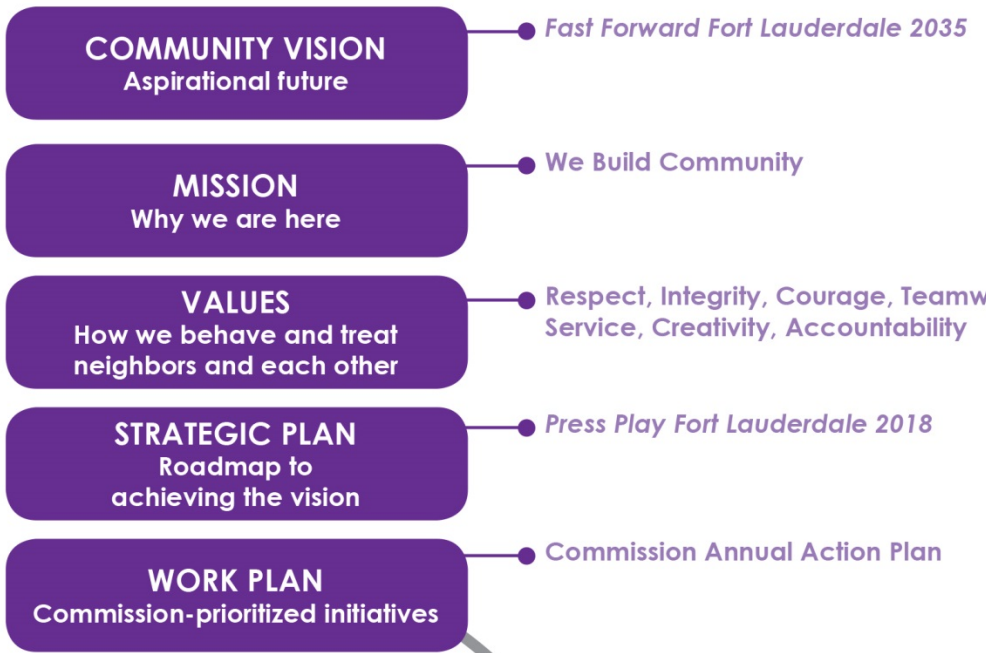 COMMUNITY VISION
Aspirational future
Fast Forward Fort Lauderdale 2035
MISSION
Why we are here
We Build Community
VALUES
How we behave and treat
neighbors and each other
Respect, Integrity, Courage,
Service, Creativity, Accountability
STRATEGIC PLAN
Roadmap to
achieving the vision
Press Play Fort Lauderdale 2018
WORK PLAN
Commission-prioritized initiatives
Commission Annual Action Plan